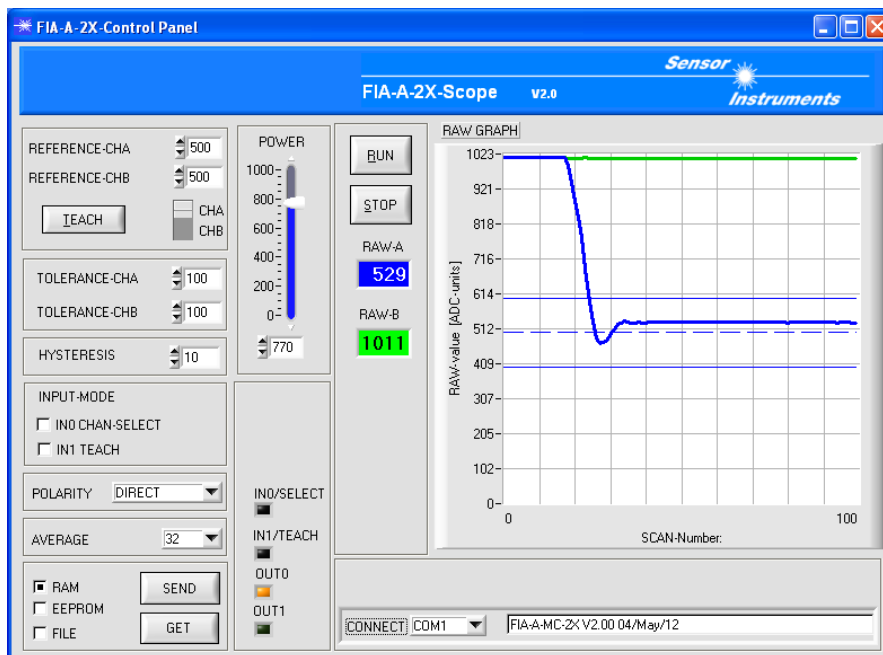 FIA-A-2X-Control Panel
Sensor
Instruments
FIA-A-2X-Scope V2.0
REFERENCE-CHA 500
REFERENCE-CHB 500
TEACH
CHA
CHB
TOLERANCE-CHA 100
TOLERANCE-CHB 100
HYSTERESIS 10
INPUT-MODE
IN0 CHAN-SELECT
IN1 TEACH
POLARITY DIRECT
AVERAGE 32
RAM
EEPROM
FILE
SEND
GET
POWER
1000
800
600
400
200
0
770
IN0/SELECT
IN1/TEACH
OUT0
OUT1
RUN
STOP
RAW-A
529
RAW-B
1011
RAW GRAPH
RAW-value [ADC-units]
1023
921
818
716
614
512
409
307
205
102
0
0 100
SCAN-Number:
CONNECT COM1 FIA-A-MC-2X V2.00 04/May/12